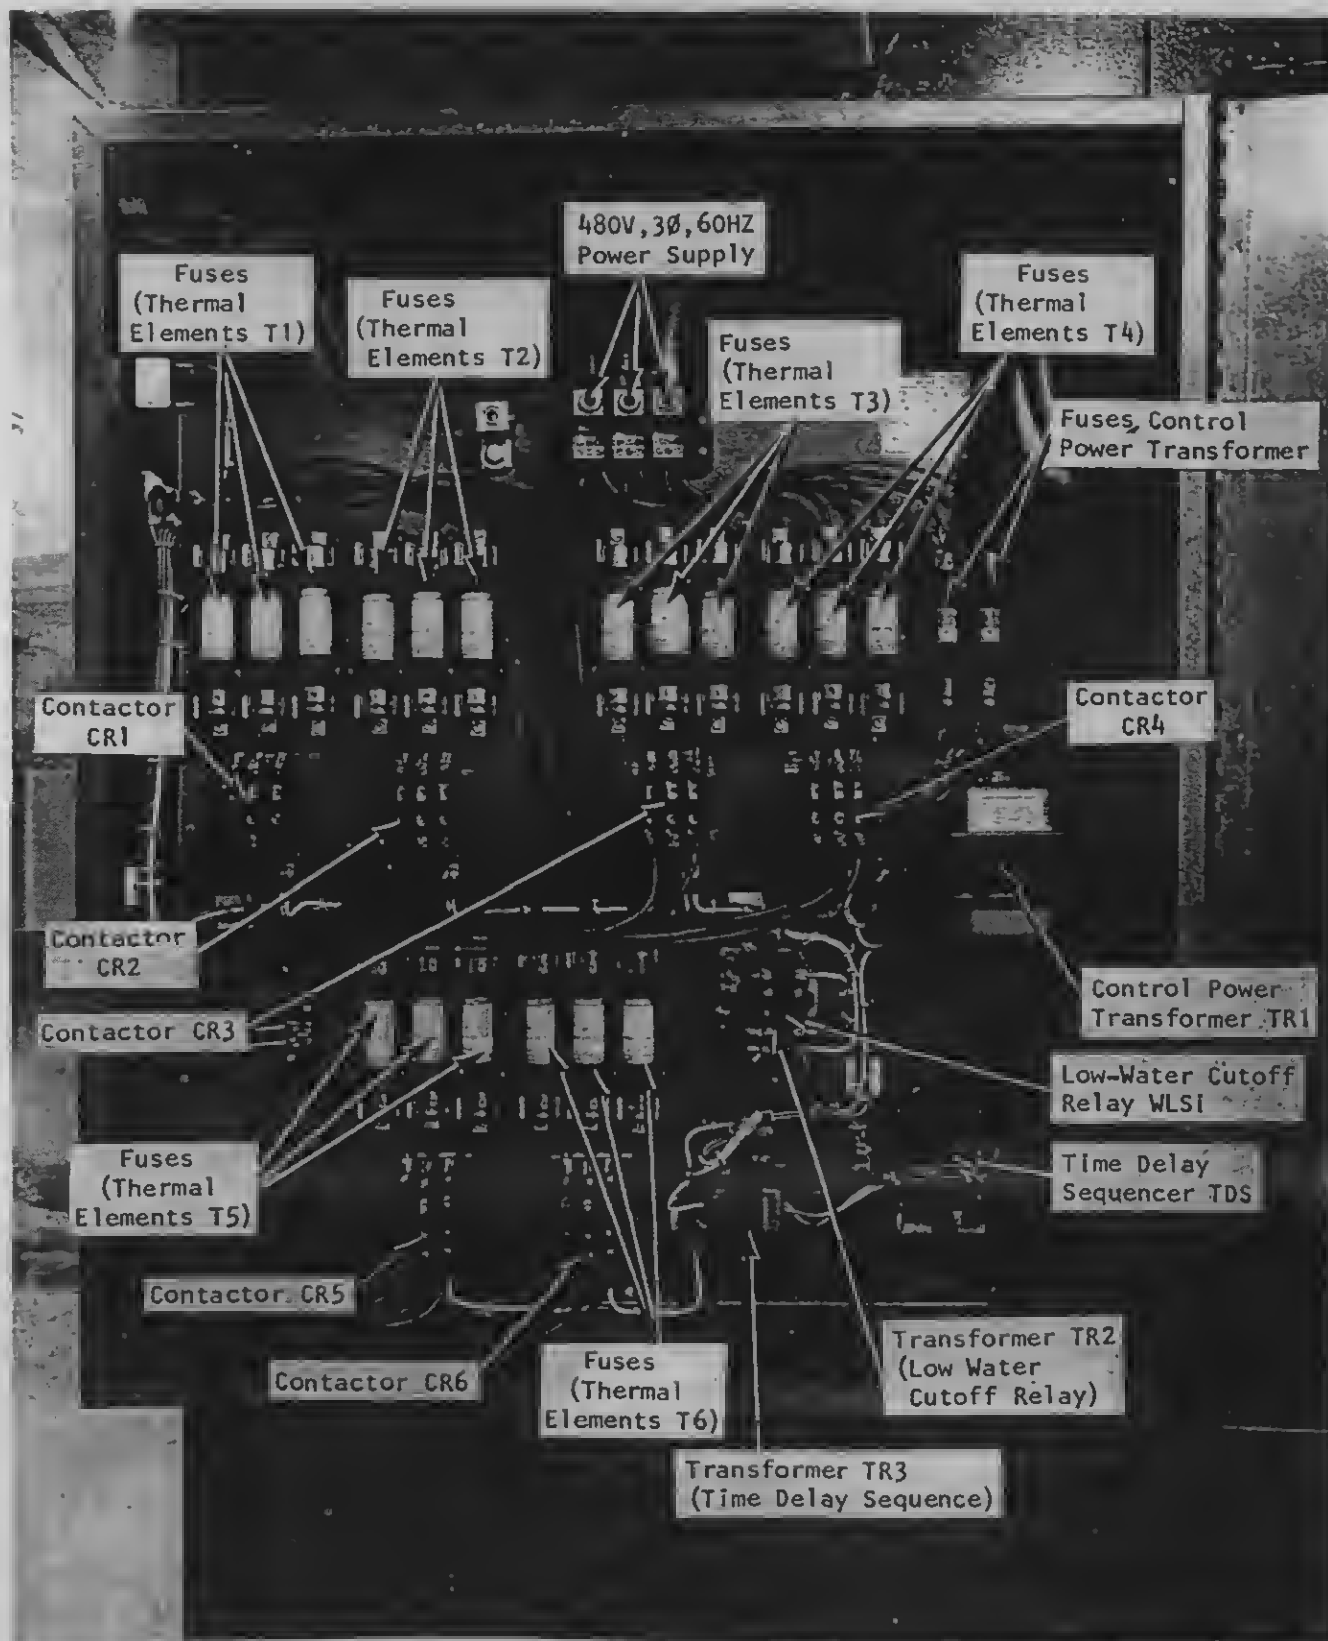 480V,3Ø,60HZ
Power Supply
Fuses
(Thermal
Elements T1)
Fuses
(Thermal
Elements T2)
Fuses
(Thermal
Elements T3)
Fuses
(Thermal
Elements T4)
Fuses, Control
Power Transformer
Contactor
CR1
Contactor
CR4
Contactor
CR2
Contactor CR3
Control Power
Transformer TR1
Low-Water Cutoff
Relay WLS1
Time Delay
Sequencer TDS
Fuses
(Thermal
Elements T5)
Contactor CR5
Contactor CR6
Fuses
(Thermal
Elements T6)
Transformer TR2
(Low Water
Cutoff Relay)
Transformer TR3
(Time Delay Sequence)